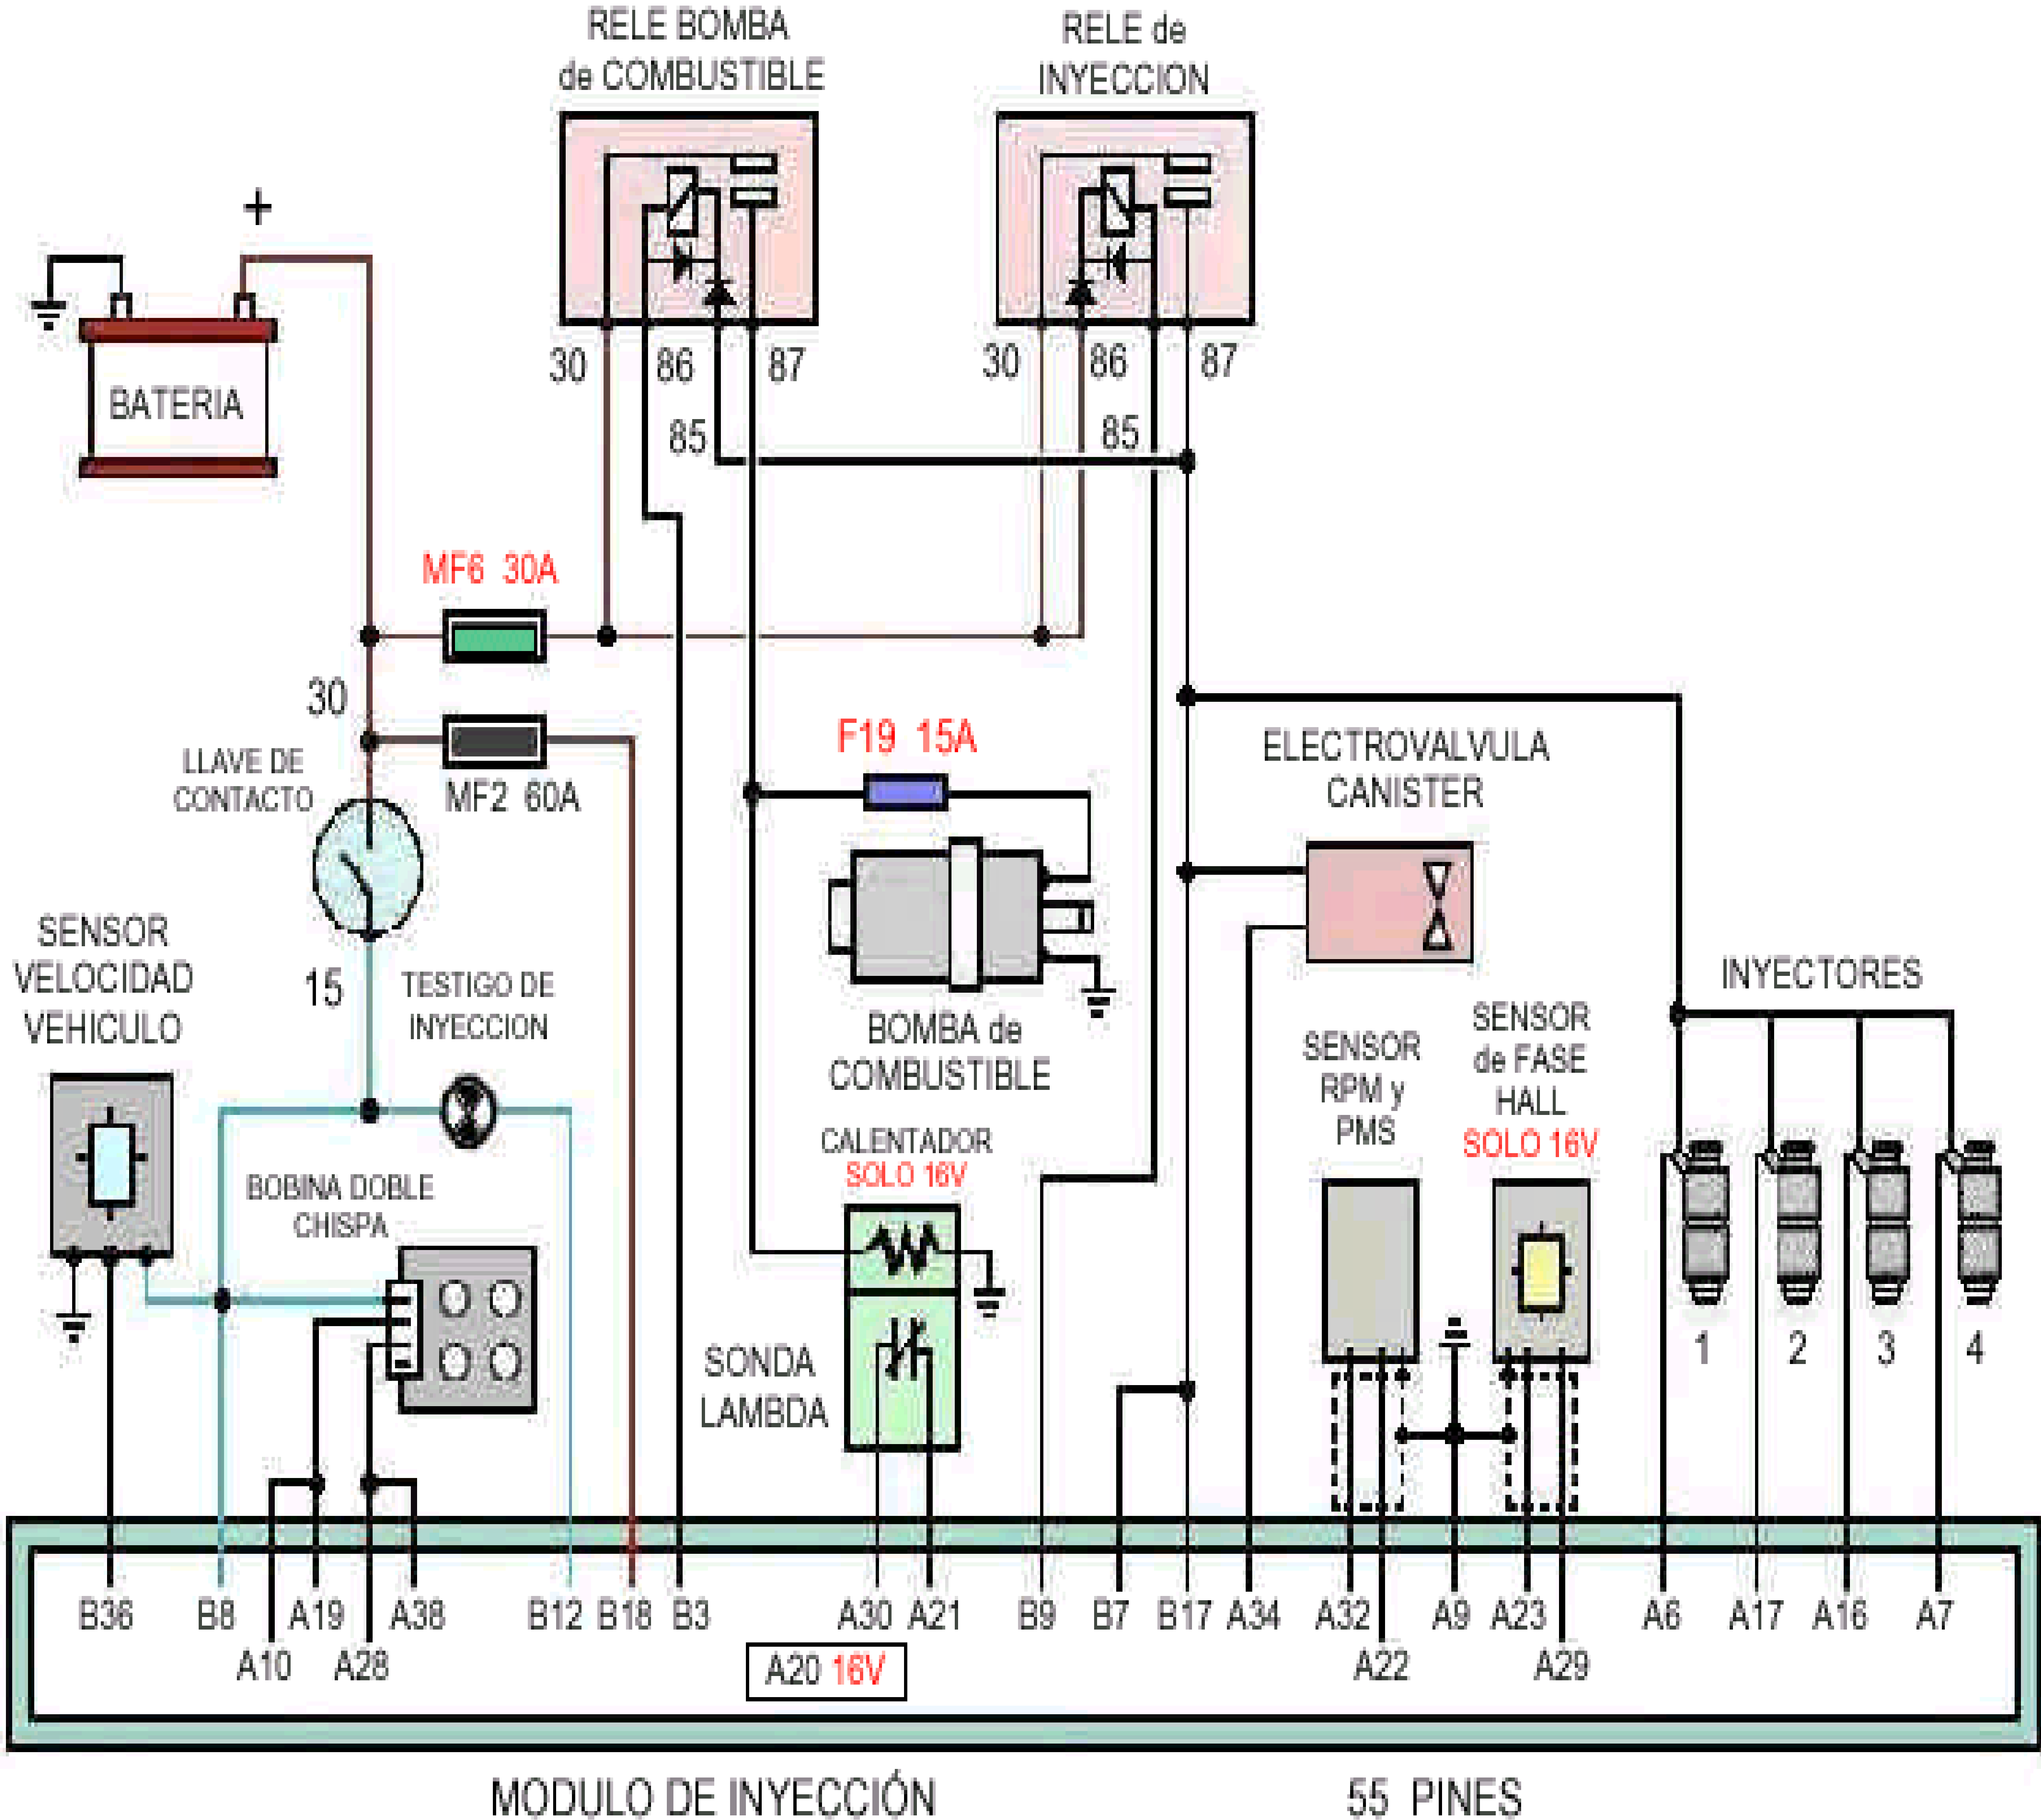 RELE BOMBA
de COMBUSTIBLE
RELE de
INYECCION
+
BATERIA
30
86
87
85
30
86
87
85
MF6 30A
30
MF2 60A
LLAVE DE
CONTACTO
F19 15A
ELECTROVALVULA
CANISTER
SENSOR
VELOCIDAD
VEHICULO
15
TESTIGO DE
INYECCION
BOMBA de
COMBUSTIBLE
INYECTORES
SENSOR
RPM y
PMS
SENSOR
de FASE
HALL
SOLO 16V
CALENTADOR
SOLO 16V
BOBINA DOBLE
CHISPA
SONDA
LAMBDA
1
2
3
4
B36
B8
A19
A38
B12
B18
B3
A30
A21
B9
B7
B17
A34
A32
A9
A23
A6
A17
A16
A7
A10
A28
A20 16V
A22
A29
MODULO DE INYECCIÓN
55 PINES